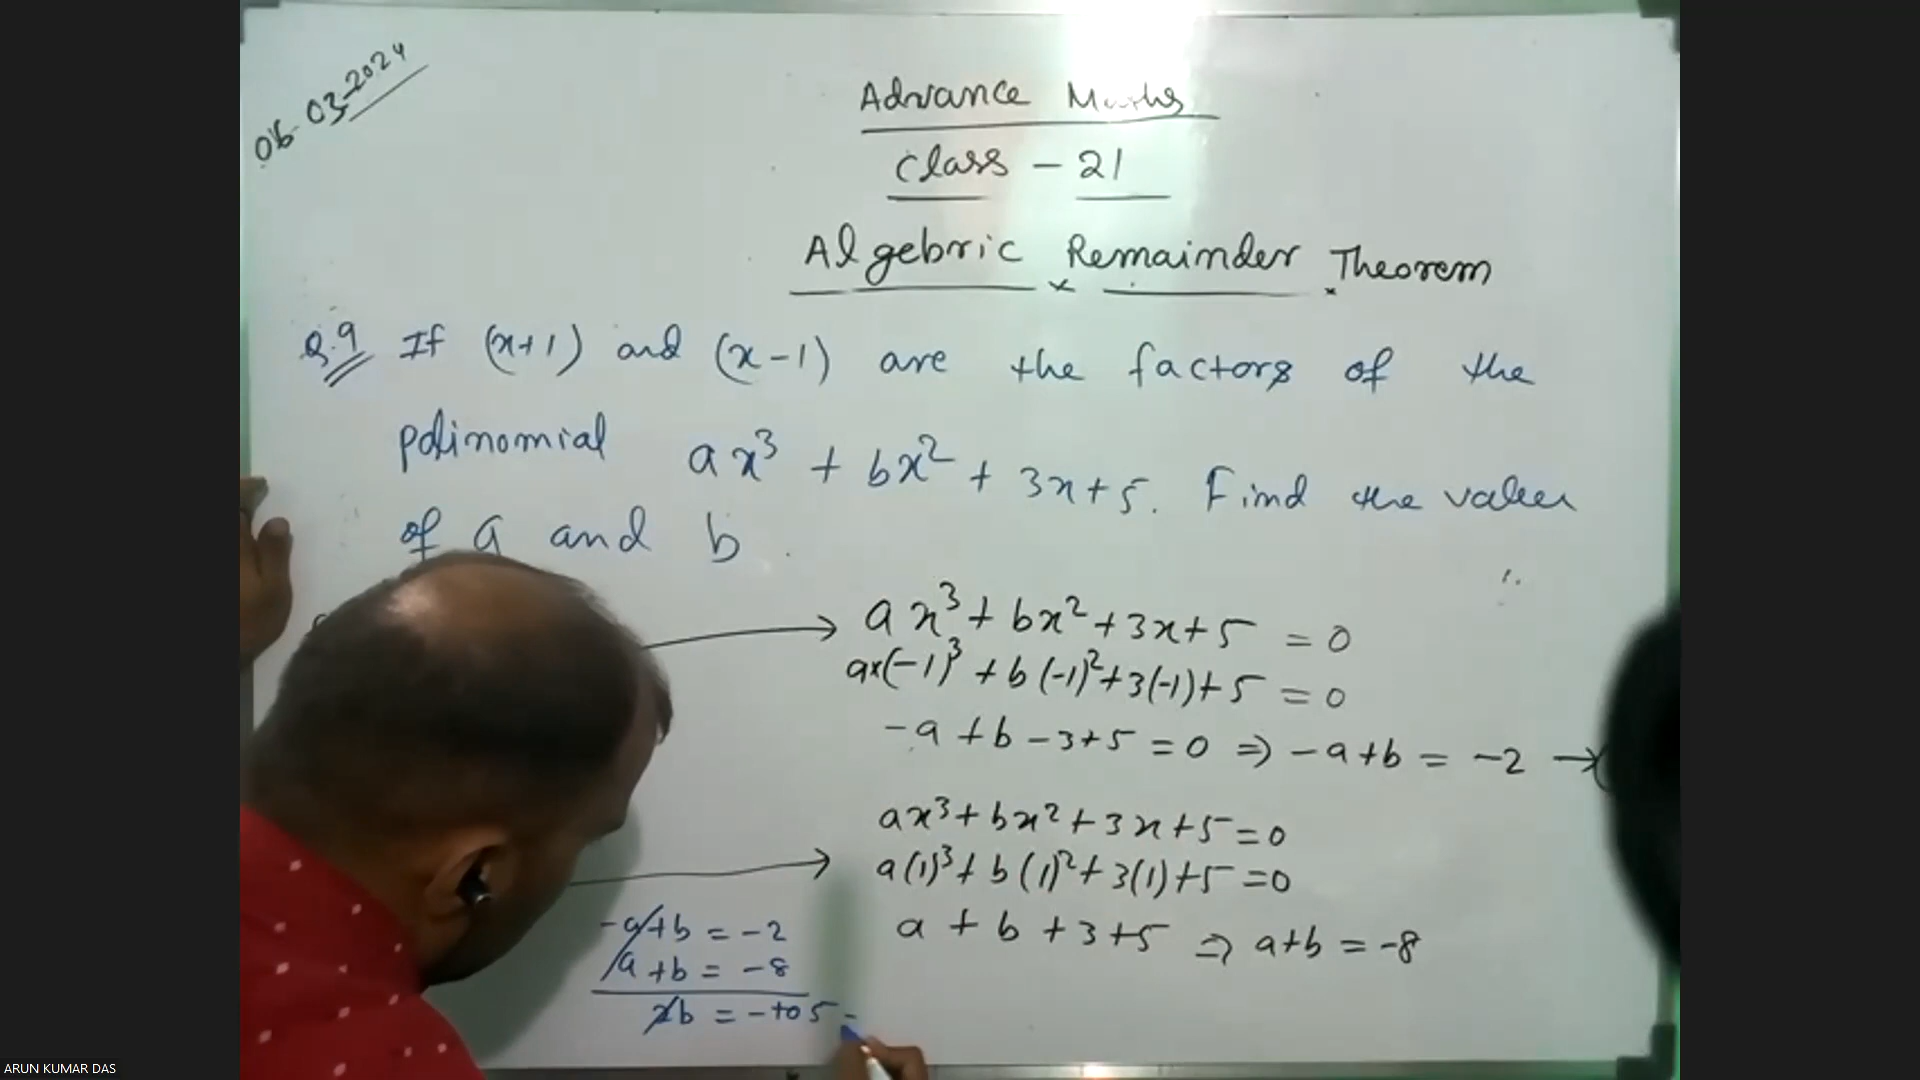 06-03-2024
Advance Maths
Class - 21
Algebric Remainder Theorem
Q.9 If (x+1) and (x-1) are the factors of the
polinomial ax³ + bx² + 3x+5. Find the value
of a and b.
ax³ + bx² + 3x + 5 = 0
a×(-1)³ + b(-1)² + 3(-1) + 5 = 0
-a + b - 3 + 5 = 0 ⇒ -a + b = -2 →
ax³ + bx² + 3x + 5 = 0
a(1)³ + b(1)² + 3(1) + 5 = 0
a + b + 3 + 5 ⇒ a+b = -8
-a+b = -2
a+b = -8
2b = -10 5
ARUN KUMAR DAS